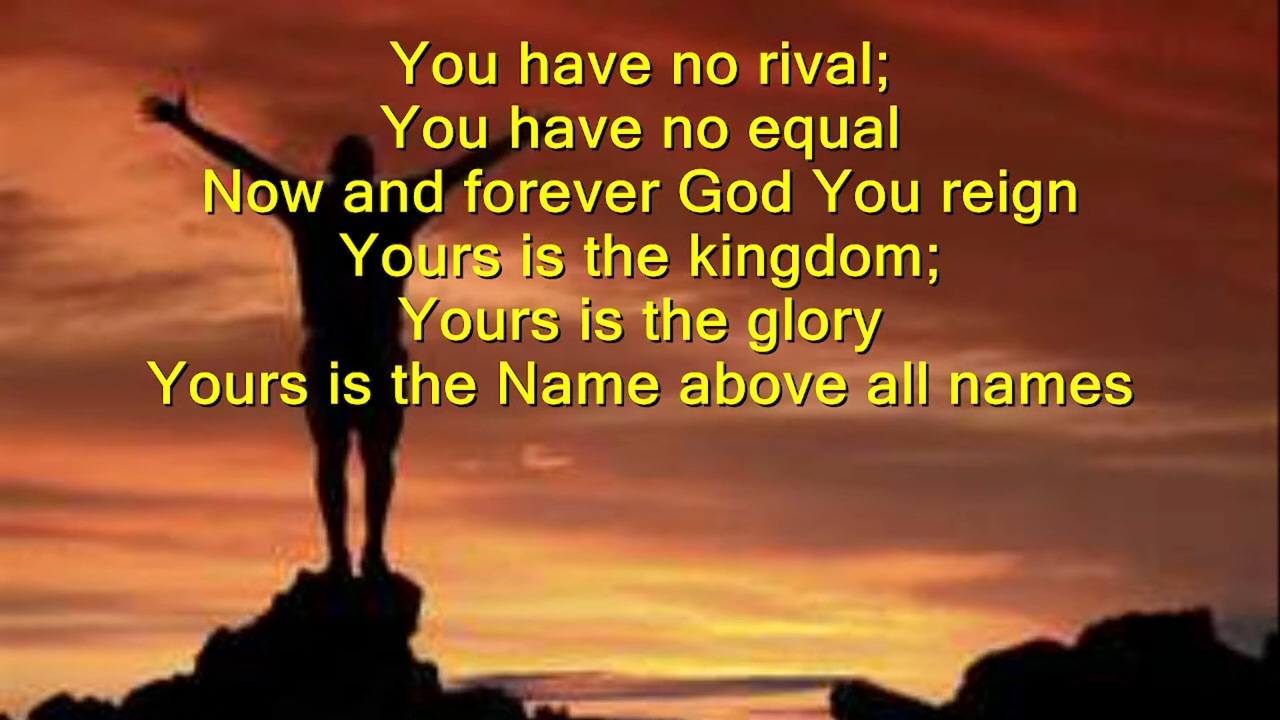 You have no rival;
You have no equal
Now and forever God You reign
Yours is the kingdom;
Yours is the glory
Yours is the Name above all names